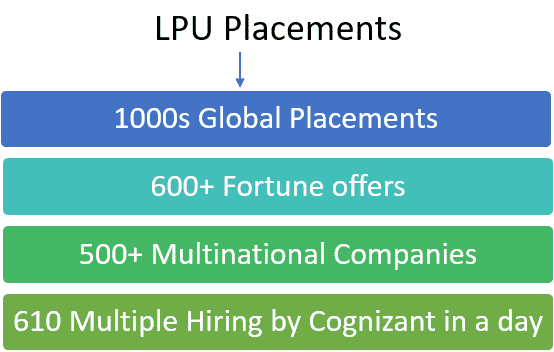 LPU Placements
1000s Global Placements
600+ Fortune offers
500+ Multinational Companies
610 Multiple Hiring by Cognizant in a day